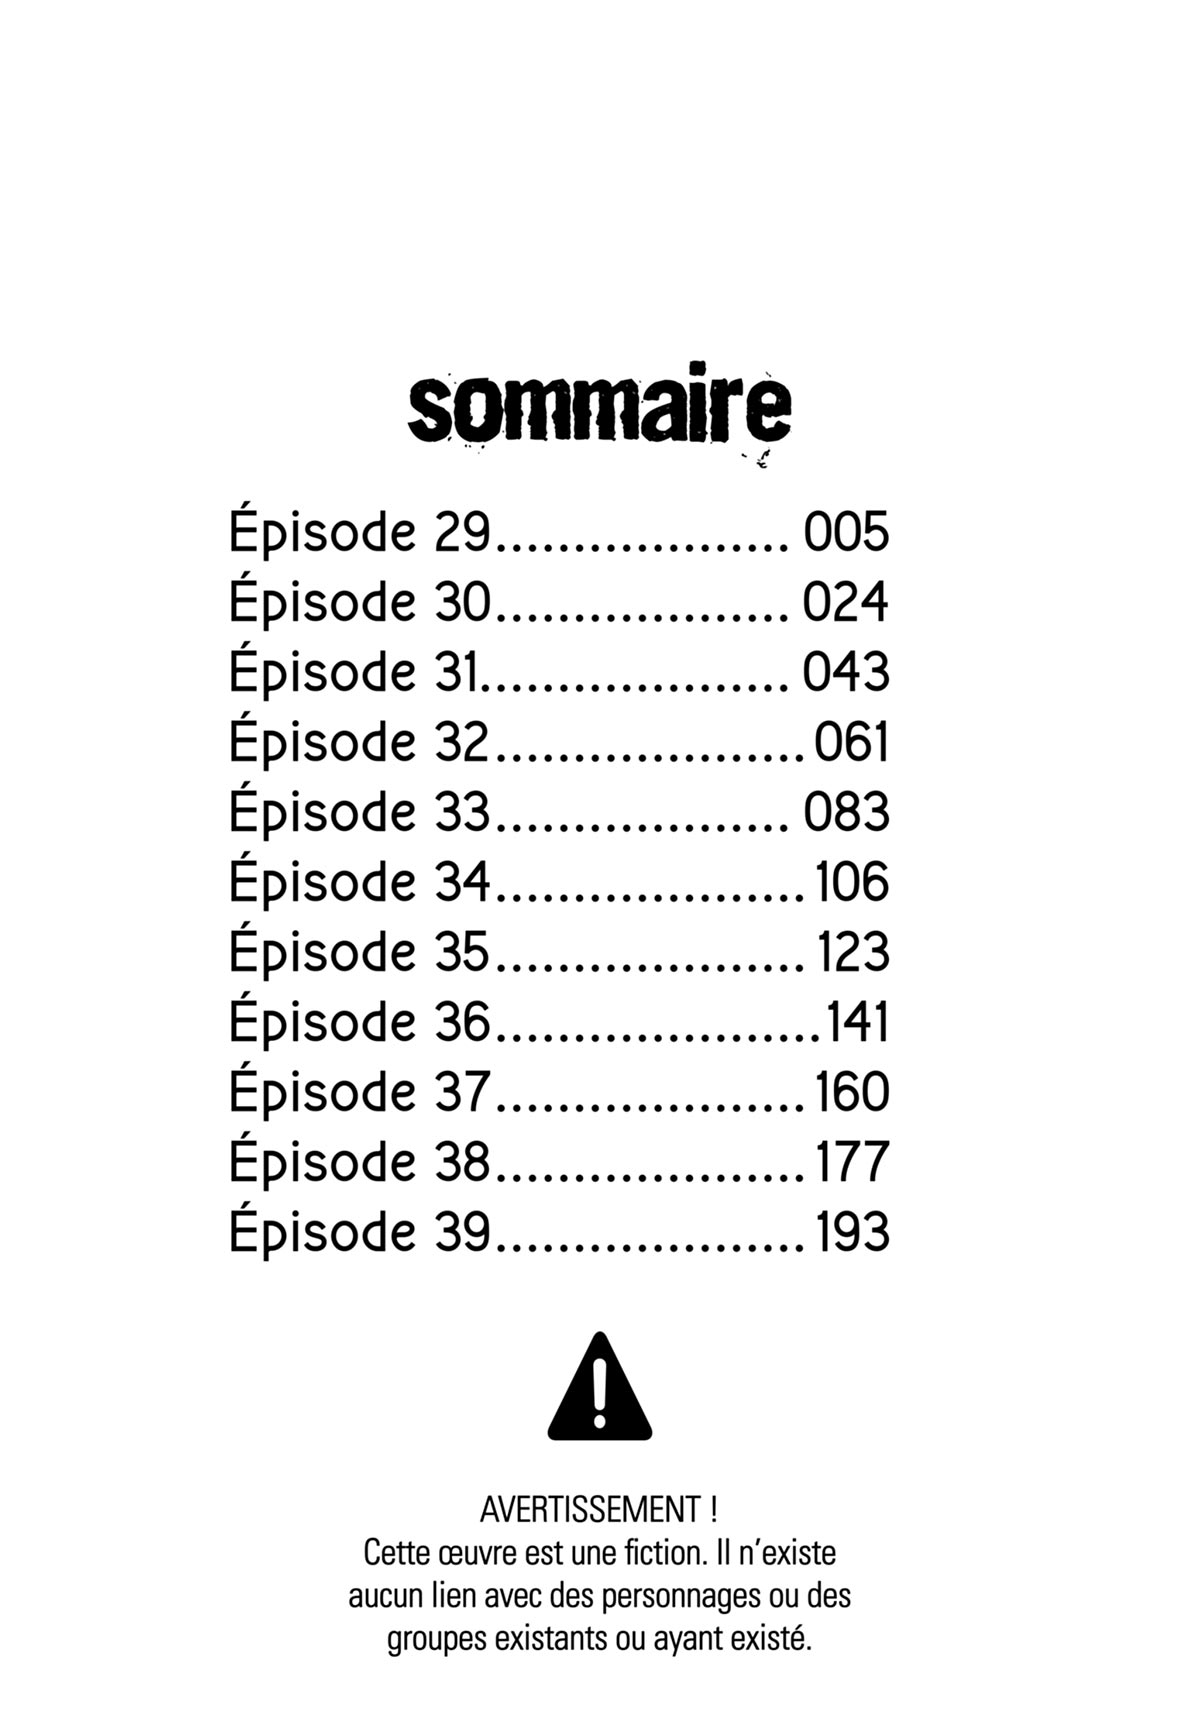 sommaire
Épisode 29................... 005
Épisode 30................... 024
Épisode 31.................... 043
Épisode 32.................... 061
Épisode 33................... 083
Épisode 34.................... 106
Épisode 35.................... 123
Épisode 36.....................141
Épisode 37.................... 160
Épisode 38.................... 177
Épisode 39.................... 193
AVERTISSEMENT !
Cette œuvre est une fiction. Il n’existe
aucun lien avec des personnages ou des
groupes existants ou ayant existé.